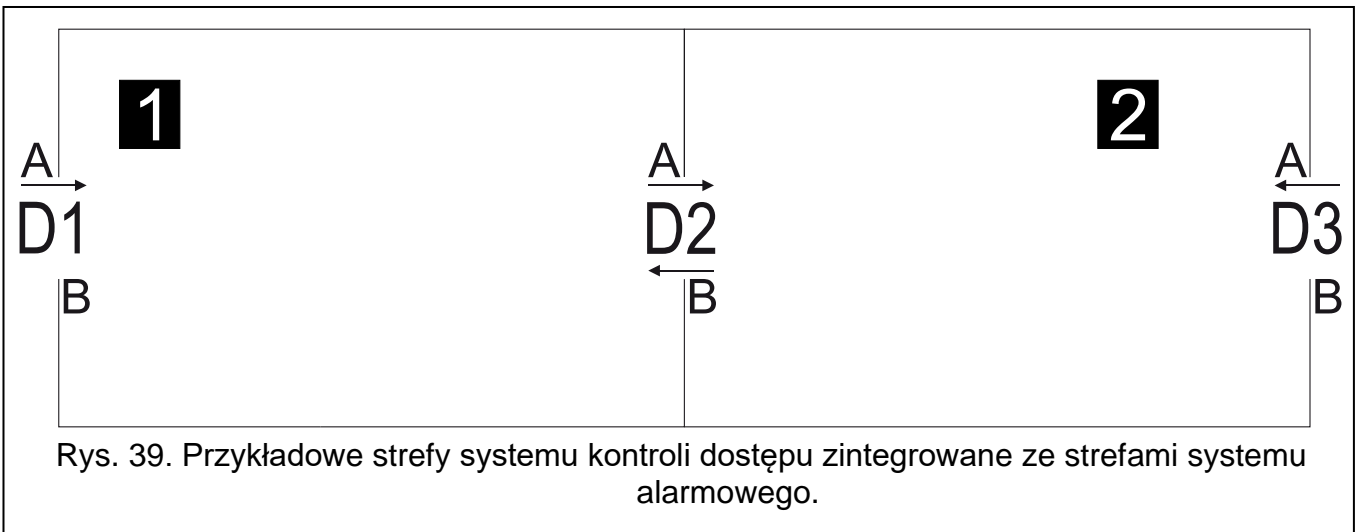 1
2
A
A
A
D1
D2
D3
B
B
B
Rys. 39. Przykładowe strefy systemu kontroli dostępu zintegrowane ze strefami systemu
alarmowego.